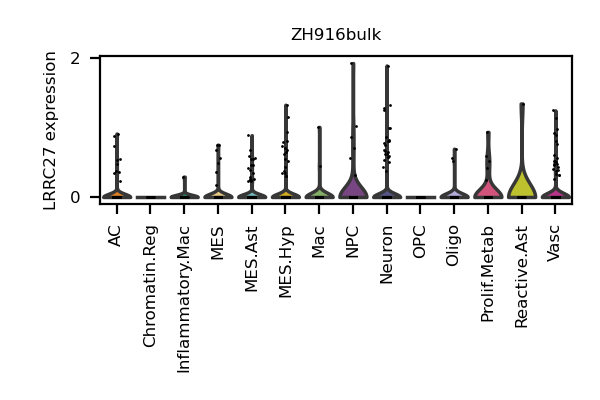 ZH916bulk
LRRC27 expression
2
0
AC
Chromatin.Reg
Inflammatory.Mac
MES
MES.Ast
MES.Hyp
Mac
NPC
Neuron
OPC
Oligo
Prolif.Metab
Reactive.Ast
Vasc